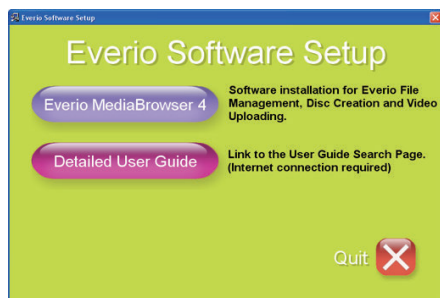 Everio Software Setup
Everio Software Setup
Everio MediaBrowser 4
Software installation for Everio File
Management, Disc Creation and Video
Uploading.
Detailed User Guide
Link to the User Guide Search Page.
(Internet connection required)
Quit